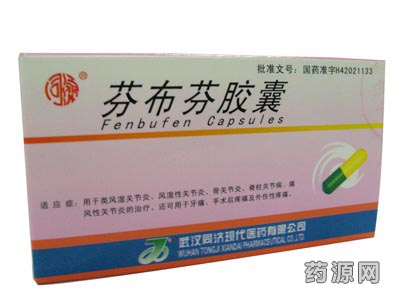 批准文号：国药准字H42021133
芬布芬胶囊
Fenbufen Capsules
适应症：用于类风湿关节炎、风湿性关节炎、骨关节炎、脊柱关节病、痛
风性关节炎的治疗，还可用于牙痛、手术后疼痛及外伤性疼痛。
武汉同济现代医药有限公司
WUHAN TONGJI XIANDAI PHARMACEUTICAL CO.,LTD
药源网